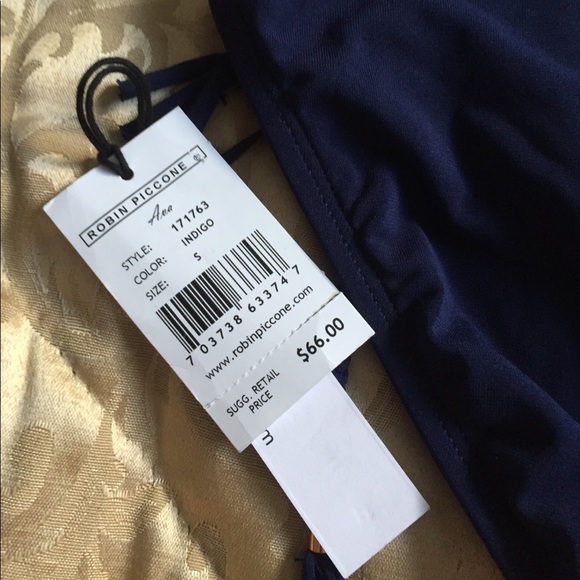 ROBIN PICCONE ®
Ava
STYLE: 171763
COLOR: INDIGO
SIZE: S
7 03738 63374 7
www.robinpiccone.com
SUGG. RETAIL PRICE $66.00